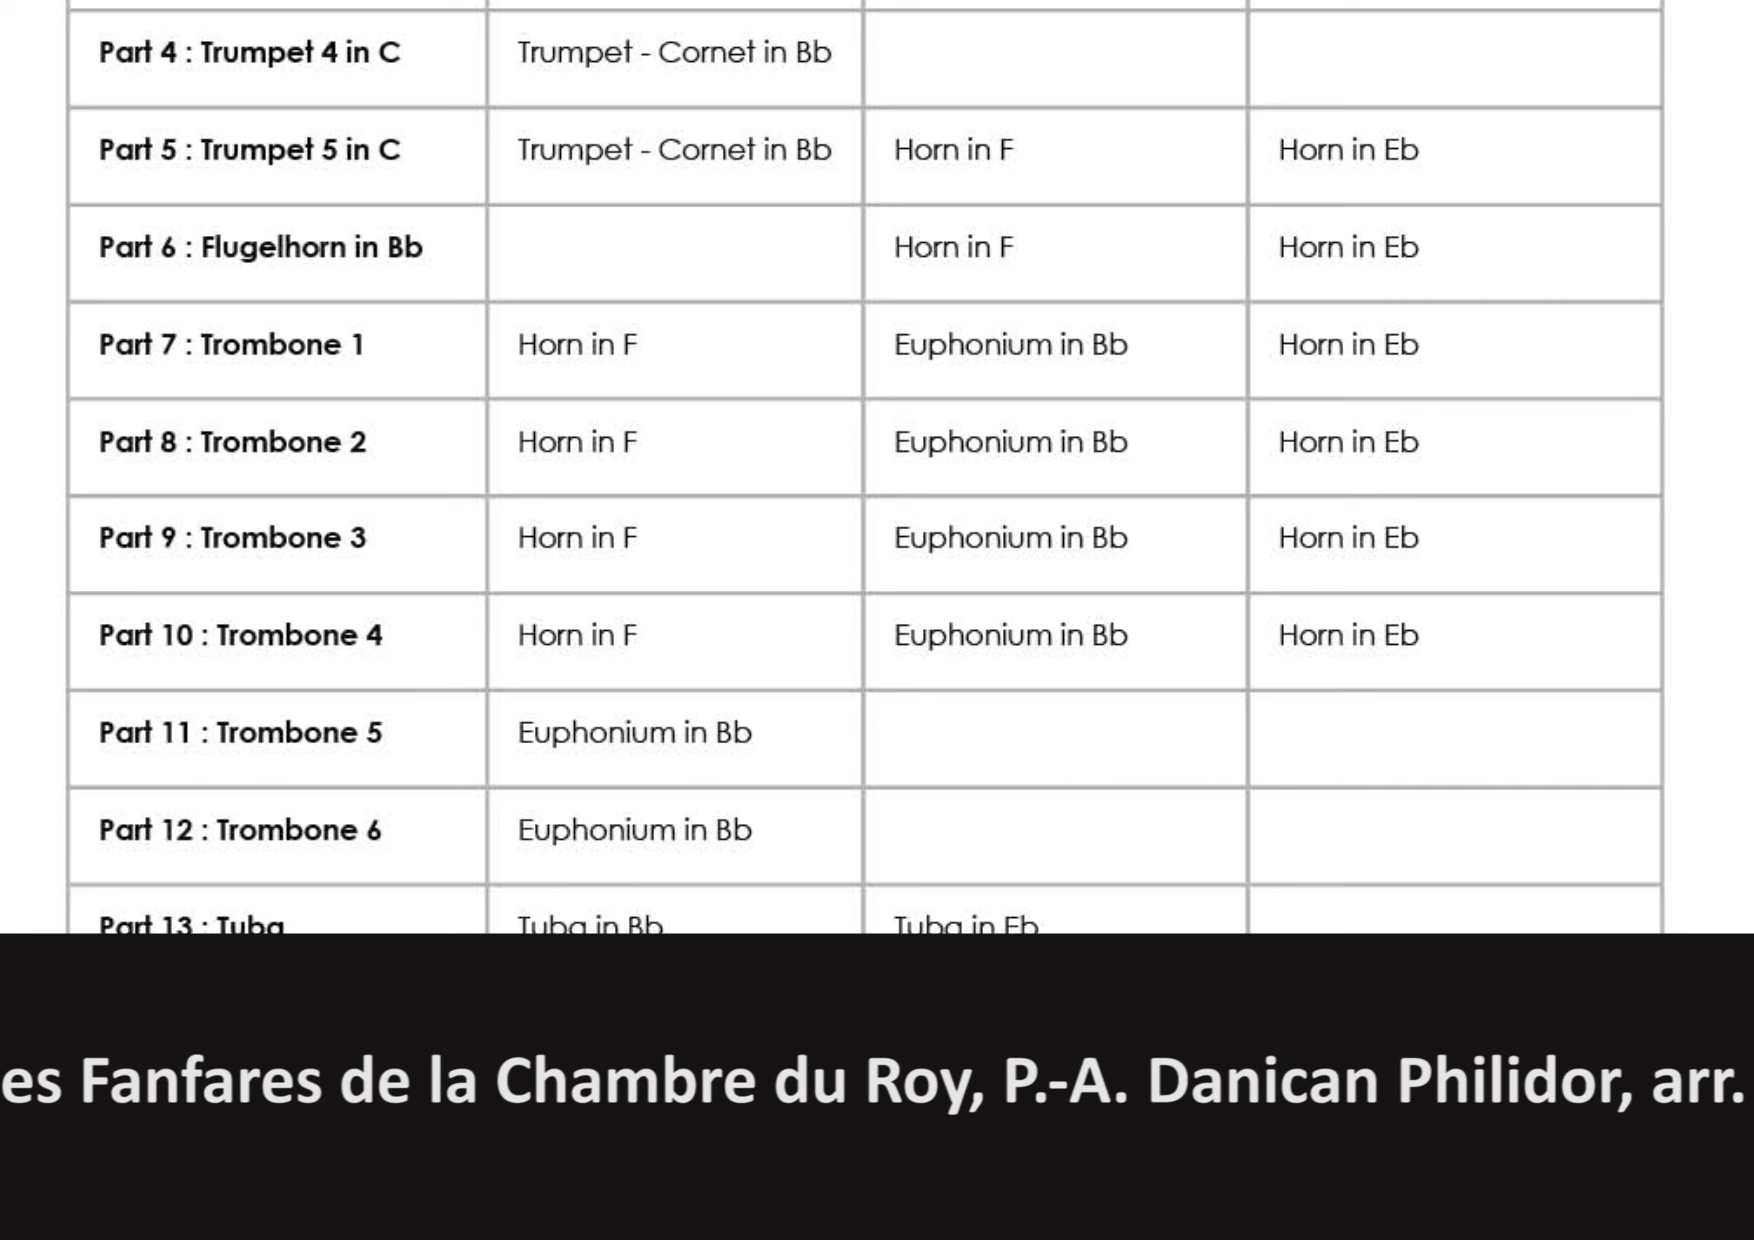 Part 4 : Trumpet 4 in C Trumpet - Cornet in Bb
Part 5 : Trumpet 5 in C Trumpet - Cornet in Bb Horn in F Horn in Eb
Part 6 : Flugelhorn in Bb Horn in F Horn in Eb
Part 7 : Trombone 1 Horn in F Euphonium in Bb Horn in Eb
Part 8 : Trombone 2 Horn in F Euphonium in Bb Horn in Eb
Part 9 : Trombone 3 Horn in F Euphonium in Bb Horn in Eb
Part 10 : Trombone 4 Horn in F Euphonium in Bb Horn in Eb
Part 11 : Trombone 5 Euphonium in Bb
Part 12 : Trombone 6 Euphonium in Bb
Part 13 : Tuba Tuba in Bb Tuba in Eb
es Fanfares de la Chambre du Roy, P.-A. Danican Philidor, arr.